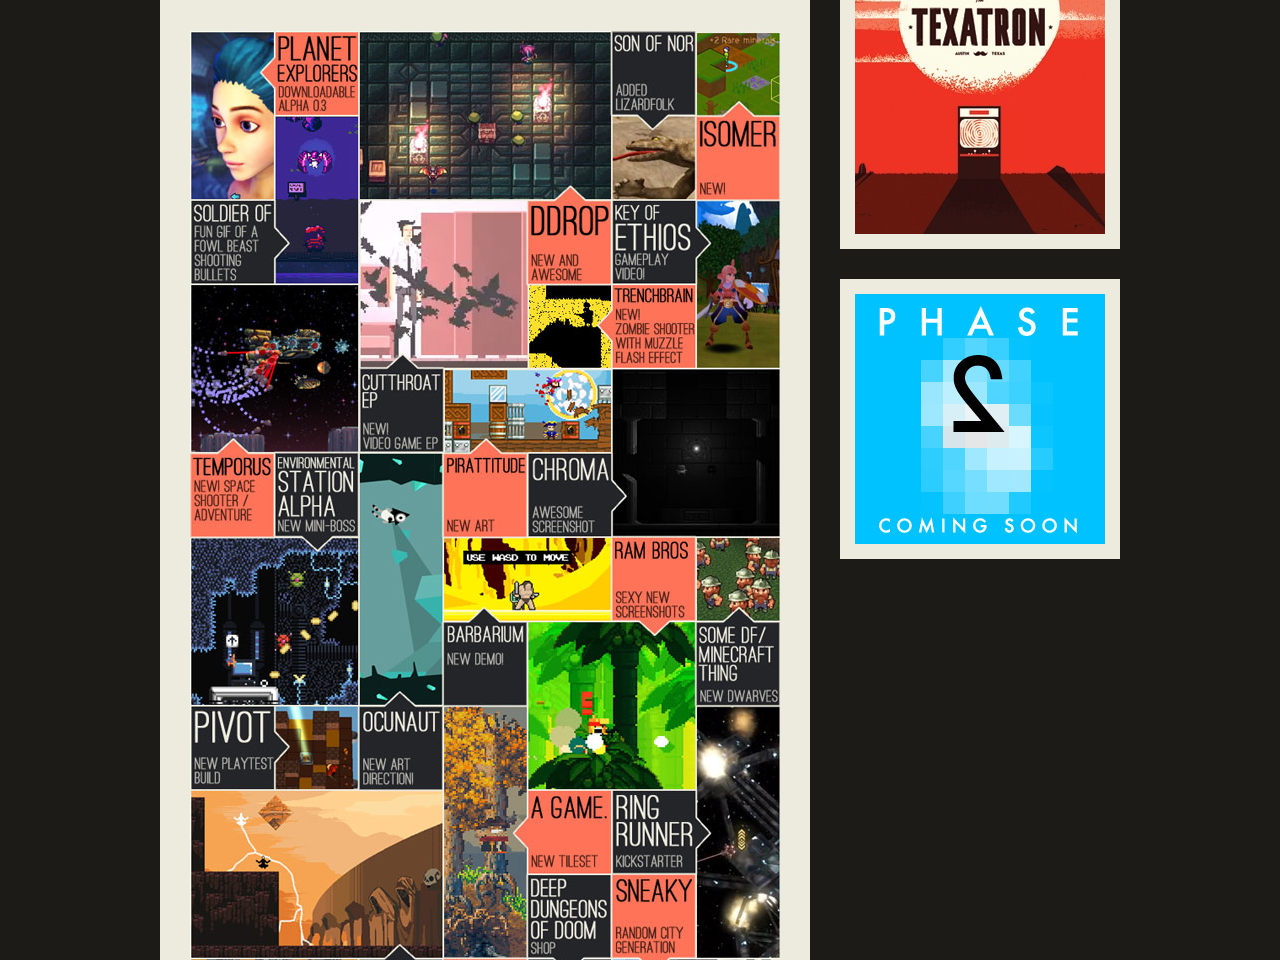 THE
TEXATRON
AUSTIN TEXAS
PLANET
EXPLORERS
DOWNLOADABLE
ALPHA 0.3
SON OF NOR
ADDED
LIZARDFOLK
+2 Rare minerals
ISOMER
NEW!
SOLDIER OF
FUN GIF OF A
FOWL BEAST
SHOOTING
BULLETS
DDROP
NEW AND
AWESOME
KEY OF
ETHIOS
GAMEPLAY
VIDEO!
TRENCHBRAIN
NEW!
ZOMBIE SHOOTER
WITH MUZZLE
FLASH EFFECT
PHASE
2
COMING SOON
CUTTHROAT
EP
NEW!
VIDEO GAME EP
TEMPORUS
NEW! SPACE
SHOOTER /
ADVENTURE
ENVIRONMENTAL
STATION
ALPHA
NEW MINI-BOSS
PIRATTITUDE
NEW ART
CHROMA
AWESOME
SCREENSHOT
USE WASD TO MOVE
RAM BROS
SEXY NEW
SCREENSHOTS
BARBARIUM
NEW DEMO!
SOME DF/
MINECRAFT
THING
NEW DWARVES
PIVOT
NEW PLAYTEST
BUILD
OCUNAUT
NEW ART
DIRECTION!
A GAME.
NEW TILESET
RING
RUNNER
KICKSTARTER
DEEP
DUNGEONS
OF DOOM
SHOP
SNEAKY
RANDOM CITY
GENERATION